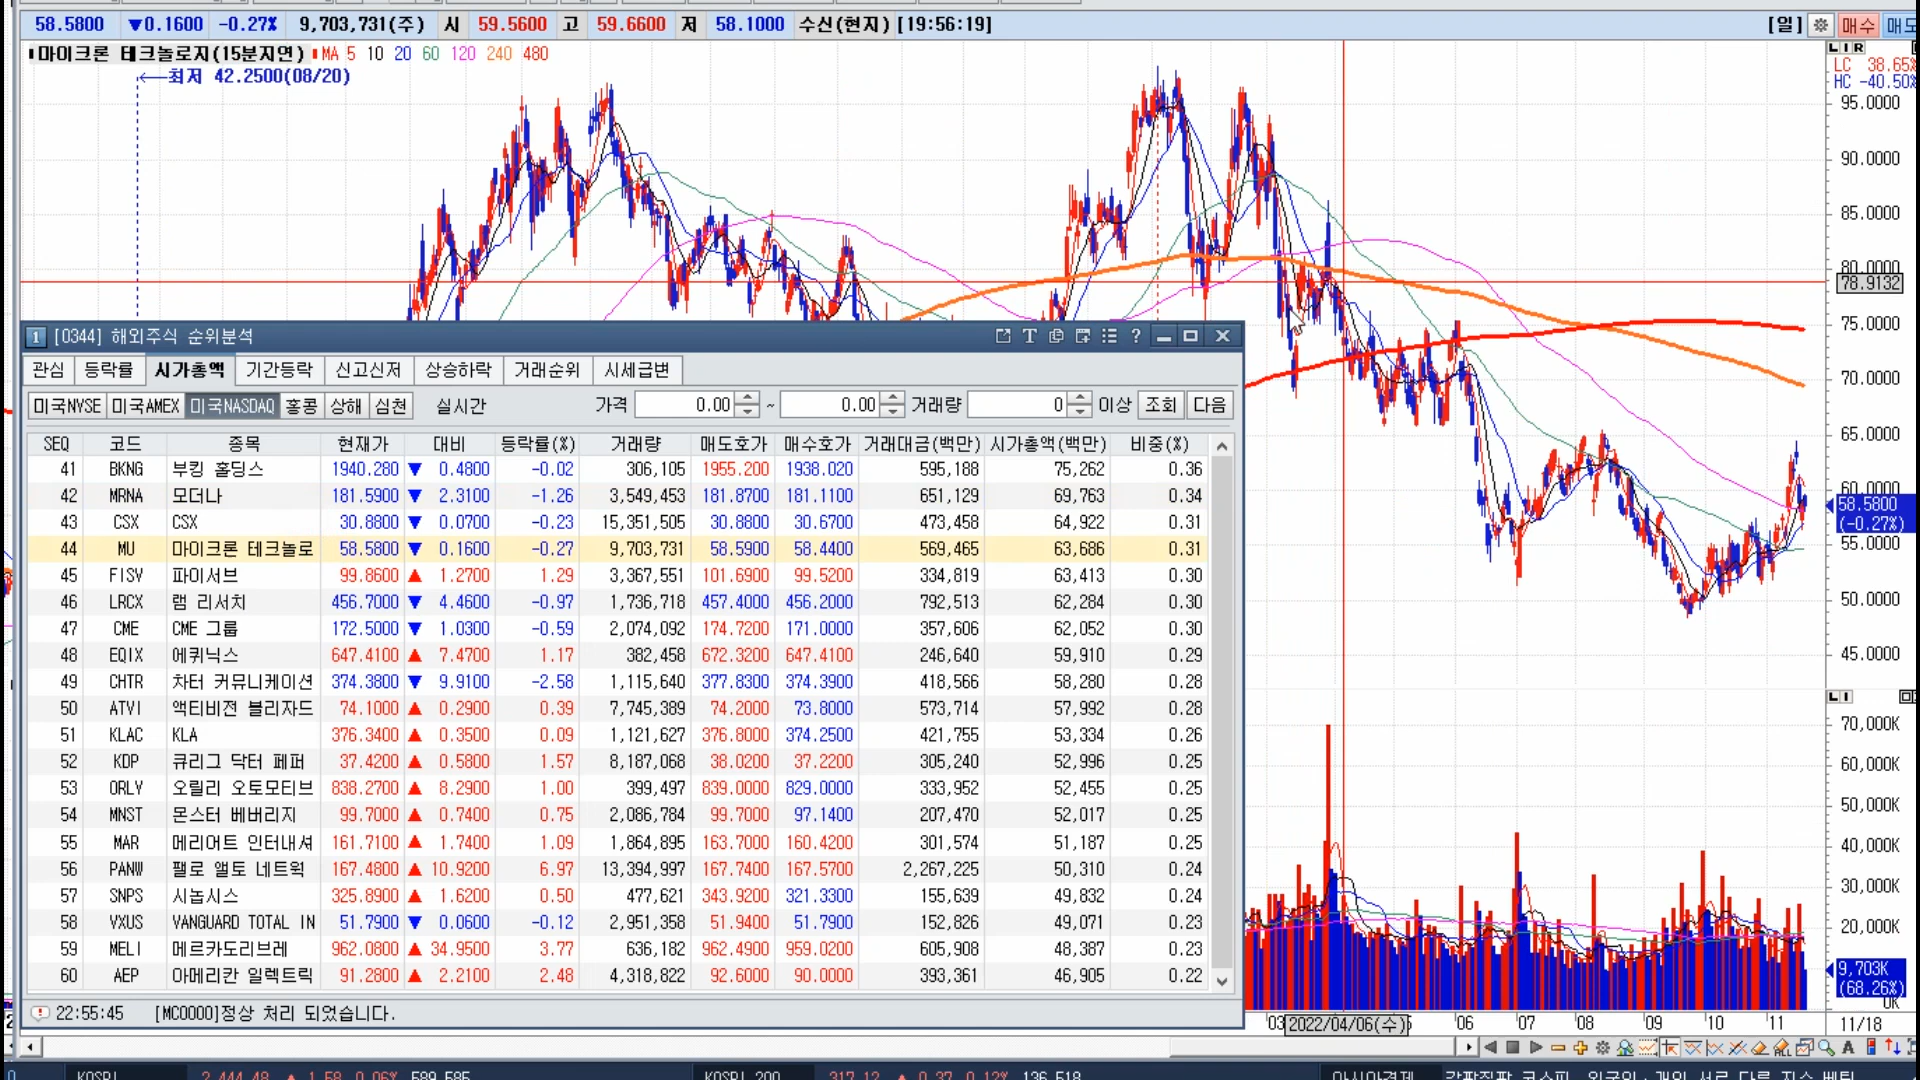 58.5800 ▼0.1600 -0.27% 9,703,731(주) 시 59.5600 고 59.6600 저 58.1000 수신(현지) [19:56:19] [일] 매수 매도
마이크론 테크놀로지(15분지연) MA 5 10 20 60 120 240 480
L I R
LC 38.65%
HC -40.50%
←최저 42.2500(08/20)
95.0000
90.0000
85.0000
80.0000
78.9132
75.0000
70.0000
65.0000
60.0000
58.5800
(-0.27%)
55.0000
50.0000
45.0000
L I
70,000K
60,000K
50,000K
40,000K
30,000K
20,000K
9,703K
(68.26%)
0K
1 [0344] 해외주식 순위분석
관심 등락률 시가총액 기간등락 신고신저 상승하락 거래순위 시세급변
미국NYSE 미국AMEX 미국NASDAQ 홍콩 상해 심천 실시간 가격 0.00 ~ 0.00 거래량 0 이상 조회 다음
SEQ 코드 종목 현재가 대비 등락률(%) 거래량 매도호가 매수호가 거래대금(백만) 시가총액(백만) 비중(%)
41 BKNG 부킹 홀딩스 1940.280 ▼ 0.4800 -0.02 306,105 1955.200 1938.020 595,188 75,262 0.36
42 MRNA 모더나 181.5900 ▼ 2.3100 -1.26 3,549,453 181.8700 181.1100 651,129 69,763 0.34
43 CSX CSX 30.8800 ▼ 0.0700 -0.23 15,351,505 30.8800 30.6700 473,458 64,922 0.31
44 MU 마이크론 테크놀로 58.5800 ▼ 0.1600 -0.27 9,703,731 58.5900 58.4400 569,465 63,686 0.31
45 FISV 파이서브 99.8600 ▲ 1.2700 1.29 3,367,551 101.6900 99.5200 334,819 63,413 0.30
46 LRCX 램 리서치 456.7000 ▼ 4.4600 -0.97 1,736,718 457.4000 456.2000 792,513 62,284 0.30
47 CME CME 그룹 172.5000 ▼ 1.0300 -0.59 2,074,092 174.7200 171.0000 357,606 62,052 0.30
48 EQIX 에퀴닉스 647.4100 ▲ 7.4700 1.17 382,458 672.3200 647.4100 246,640 59,910 0.29
49 CHTR 차터 커뮤니케이션 374.3800 ▼ 9.9100 -2.58 1,115,640 377.8300 374.3900 418,566 58,280 0.28
50 ATVI 액티비전 블리자드 74.1000 ▲ 0.2900 0.39 7,745,389 74.2000 73.8000 573,714 57,992 0.28
51 KLAC KLA 376.3400 ▲ 0.3500 0.09 1,121,627 376.8000 374.2500 421,755 53,334 0.26
52 KDP 큐리그 닥터 페퍼 37.4200 ▲ 0.5800 1.57 8,187,068 38.0200 37.2200 305,240 52,996 0.25
53 ORLY 오릴리 오토모티브 838.2700 ▲ 8.2900 1.00 399,497 839.0000 829.0000 333,952 52,455 0.25
54 MNST 몬스터 베버리지 99.7000 ▲ 0.7400 0.75 2,086,784 99.7000 97.1400 207,470 52,017 0.25
55 MAR 메리어트 인터내셔 161.7100 ▲ 1.7400 1.09 1,864,895 163.7000 160.4200 301,574 51,187 0.25
56 PANW 팰로 앨토 네트웍 167.4800 ▲ 10.9200 6.97 13,394,997 167.7400 167.5700 2,267,225 50,310 0.24
57 SNPS 시놉시스 325.8900 ▲ 1.6200 0.50 477,621 343.9200 321.3300 155,639 49,832 0.24
58 VXUS VANGUARD TOTAL IN 51.7900 ▼ 0.0600 -0.12 2,951,358 51.9400 51.7900 152,826 49,071 0.23
59 MELI 메르카도리브레 962.0800 ▲ 34.9500 3.77 636,182 962.4900 959.0200 605,908 48,387 0.23
60 AEP 아메리칸 일렉트릭 91.2800 ▲ 2.2100 2.48 4,318,822 92.6000 90.0000 393,361 46,905 0.22
22:55:45 [MC0000]정상 처리 되었습니다.
03 2022/04/06(수) 06 07 08 09 10 11 11/18
KOSPI 2,444.48 ▲ 1.58 0.06% 589,585 KOSPI 200 317.12 ▲ 0.37 0.12% 136,518